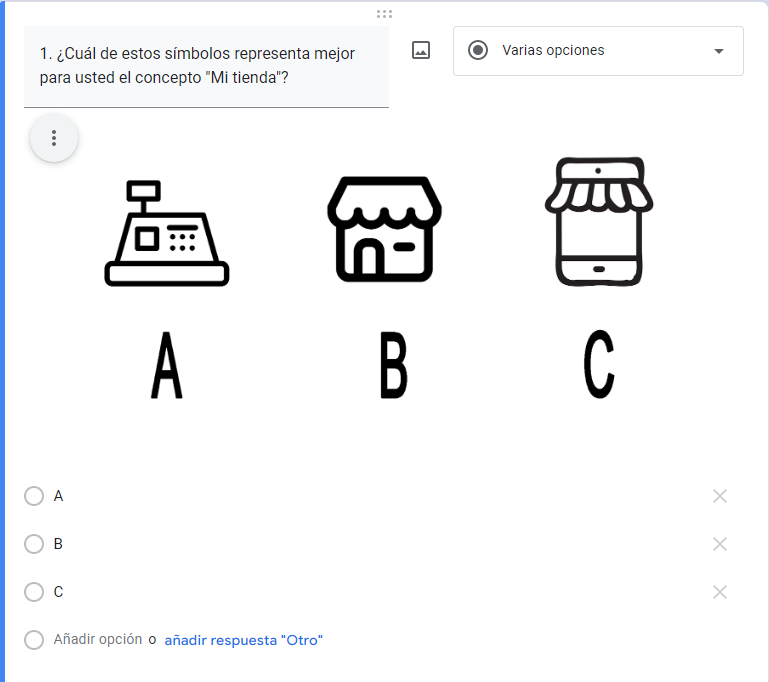 1. ¿Cuál de estos símbolos representa mejor
para usted el concepto "Mi tienda"?
Varias opciones
A B C
A
B
C
Añadir opción o añadir respuesta "Otro"